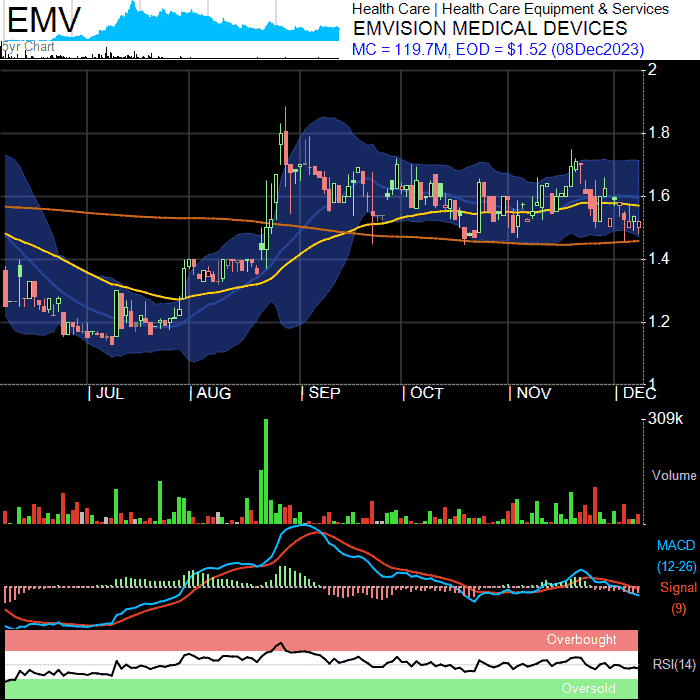 EMV
Health Care | Health Care Equipment & Services
EMVISION MEDICAL DEVICES
MC = 119.7M, EOD = $1.52 (08Dec2023)
Chart
2
1.8
1.6
1.4
1.2
1
JUL
AUG
SEP
OCT
NOV
DEC
309k
Volume
MACD
(12-26)
Signal
(9)
Overbought
RSI(14)
Oversold